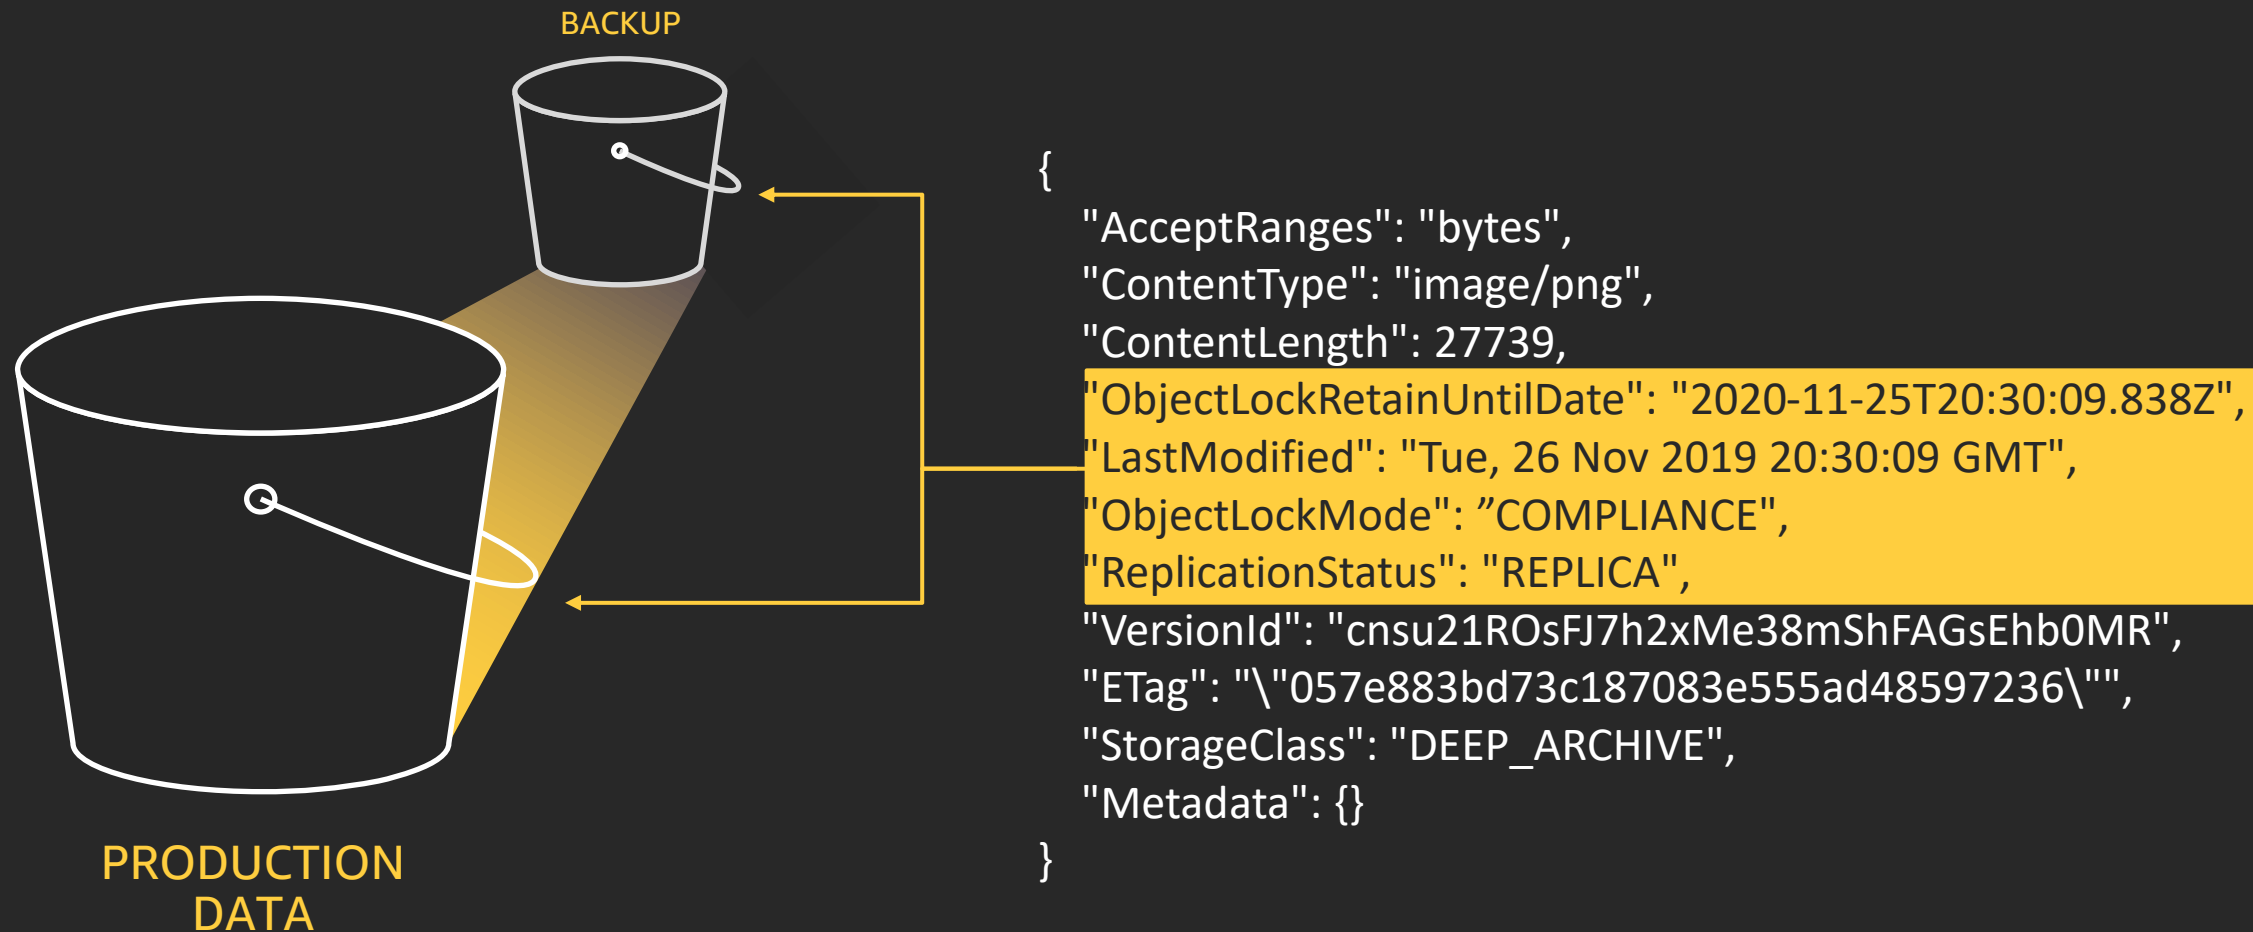 BACKUP
{
"AcceptRanges": "bytes",
"ContentType": "image/png",
"ContentLength": 27739,
"ObjectLockRetainUntilDate": "2020-11-25T20:30:09.838Z",
"LastModified": "Tue, 26 Nov 2019 20:30:09 GMT",
"ObjectLockMode": ”COMPLIANCE",
"ReplicationStatus": "REPLICA",
"VersionId": "cnsu21ROsFJ7h2xMe38mShFAGsEhb0MR",
"ETag": "\"057e883bd73c187083e555ad48597236\"",
"StorageClass": "DEEP_ARCHIVE",
"Metadata": {}
}
PRODUCTION
DATA